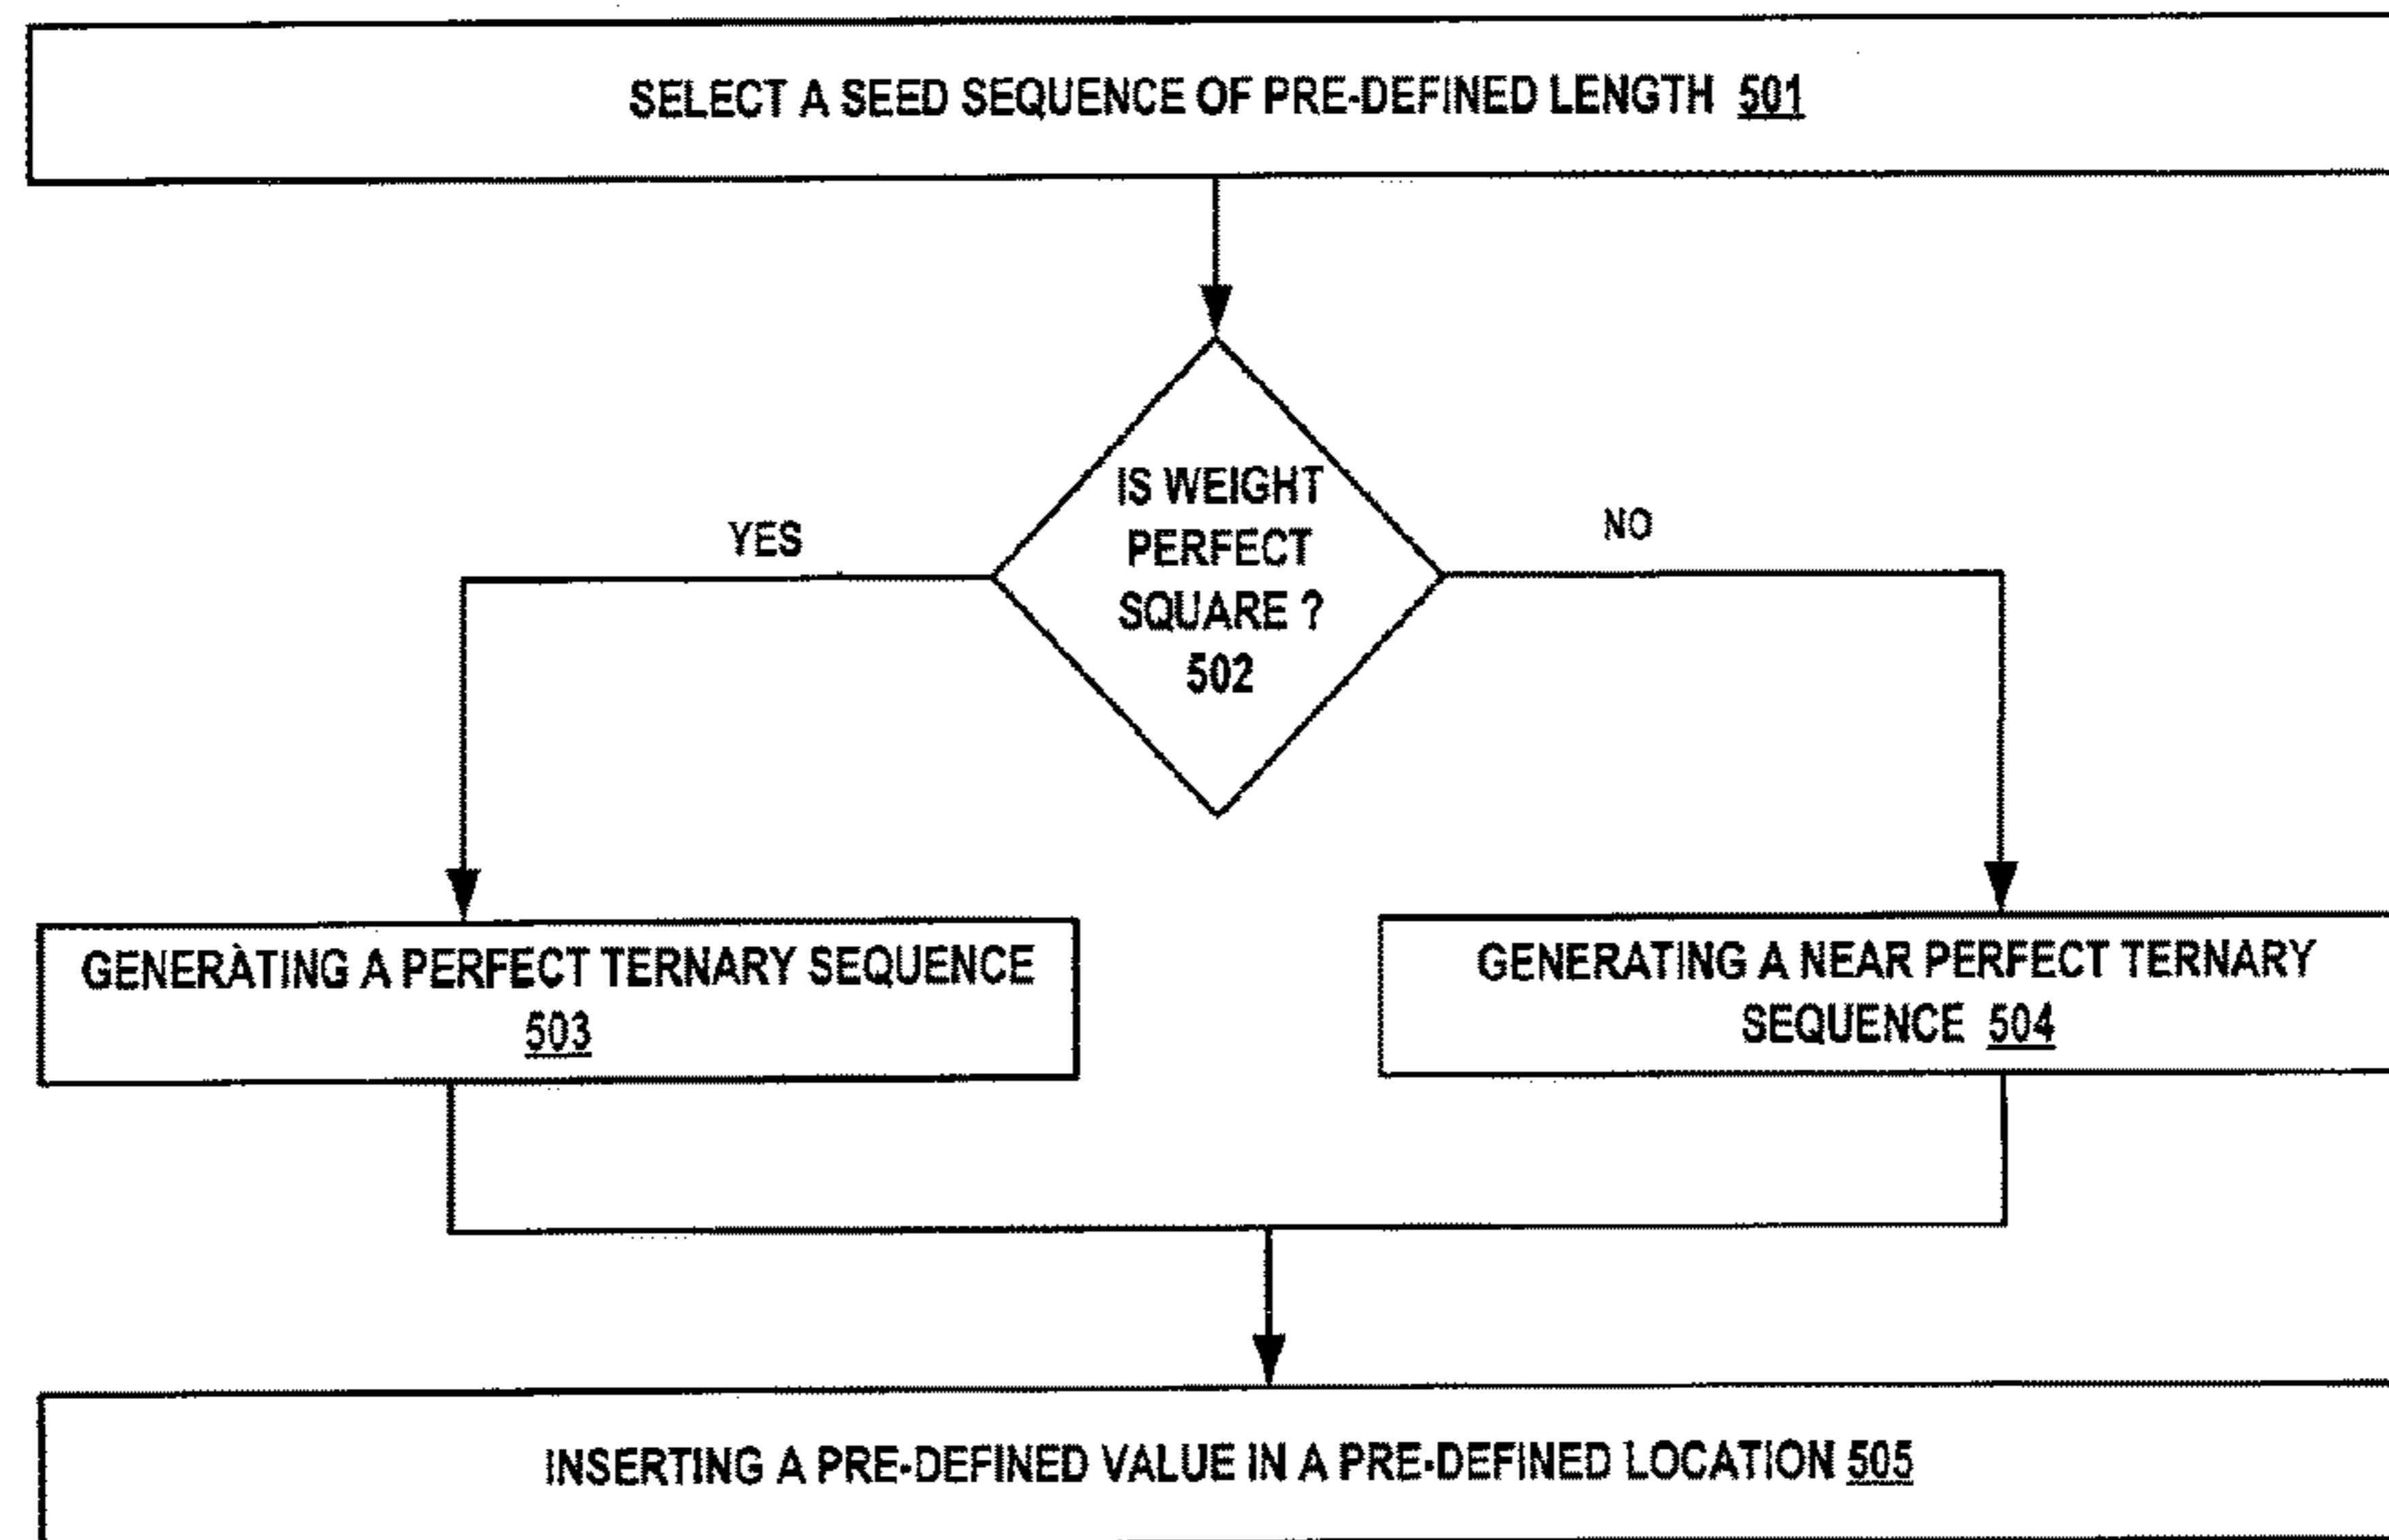 SELECT A SEED SEQUENCE OF PRE-DEFINED LENGTH 501
IS WEIGHT
PERFECT
SQUARE ?
502
YES
NO
GENERATING A PERFECT TERNARY SEQUENCE
503
GENERATING A NEAR PERFECT TERNARY
SEQUENCE 504
INSERTING A PRE-DEFINED VALUE IN A PRE-DEFINED LOCATION 505